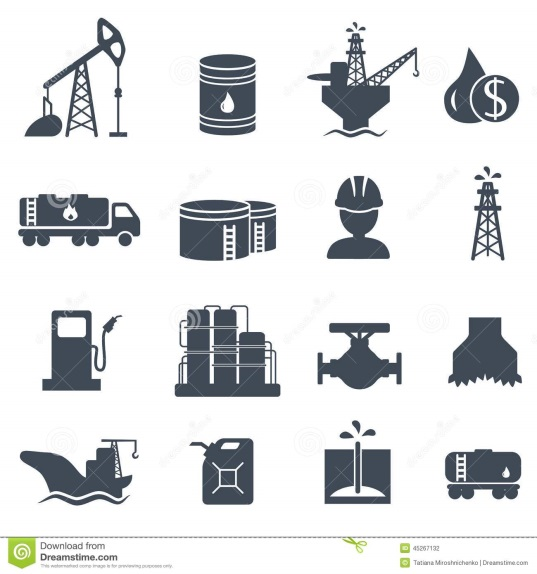 $
Download from
Dreamstime.com
This watermarked comp image is for previewing purposes only.
45267132
Tatiana Miroshnichenko | Dreamstime.com